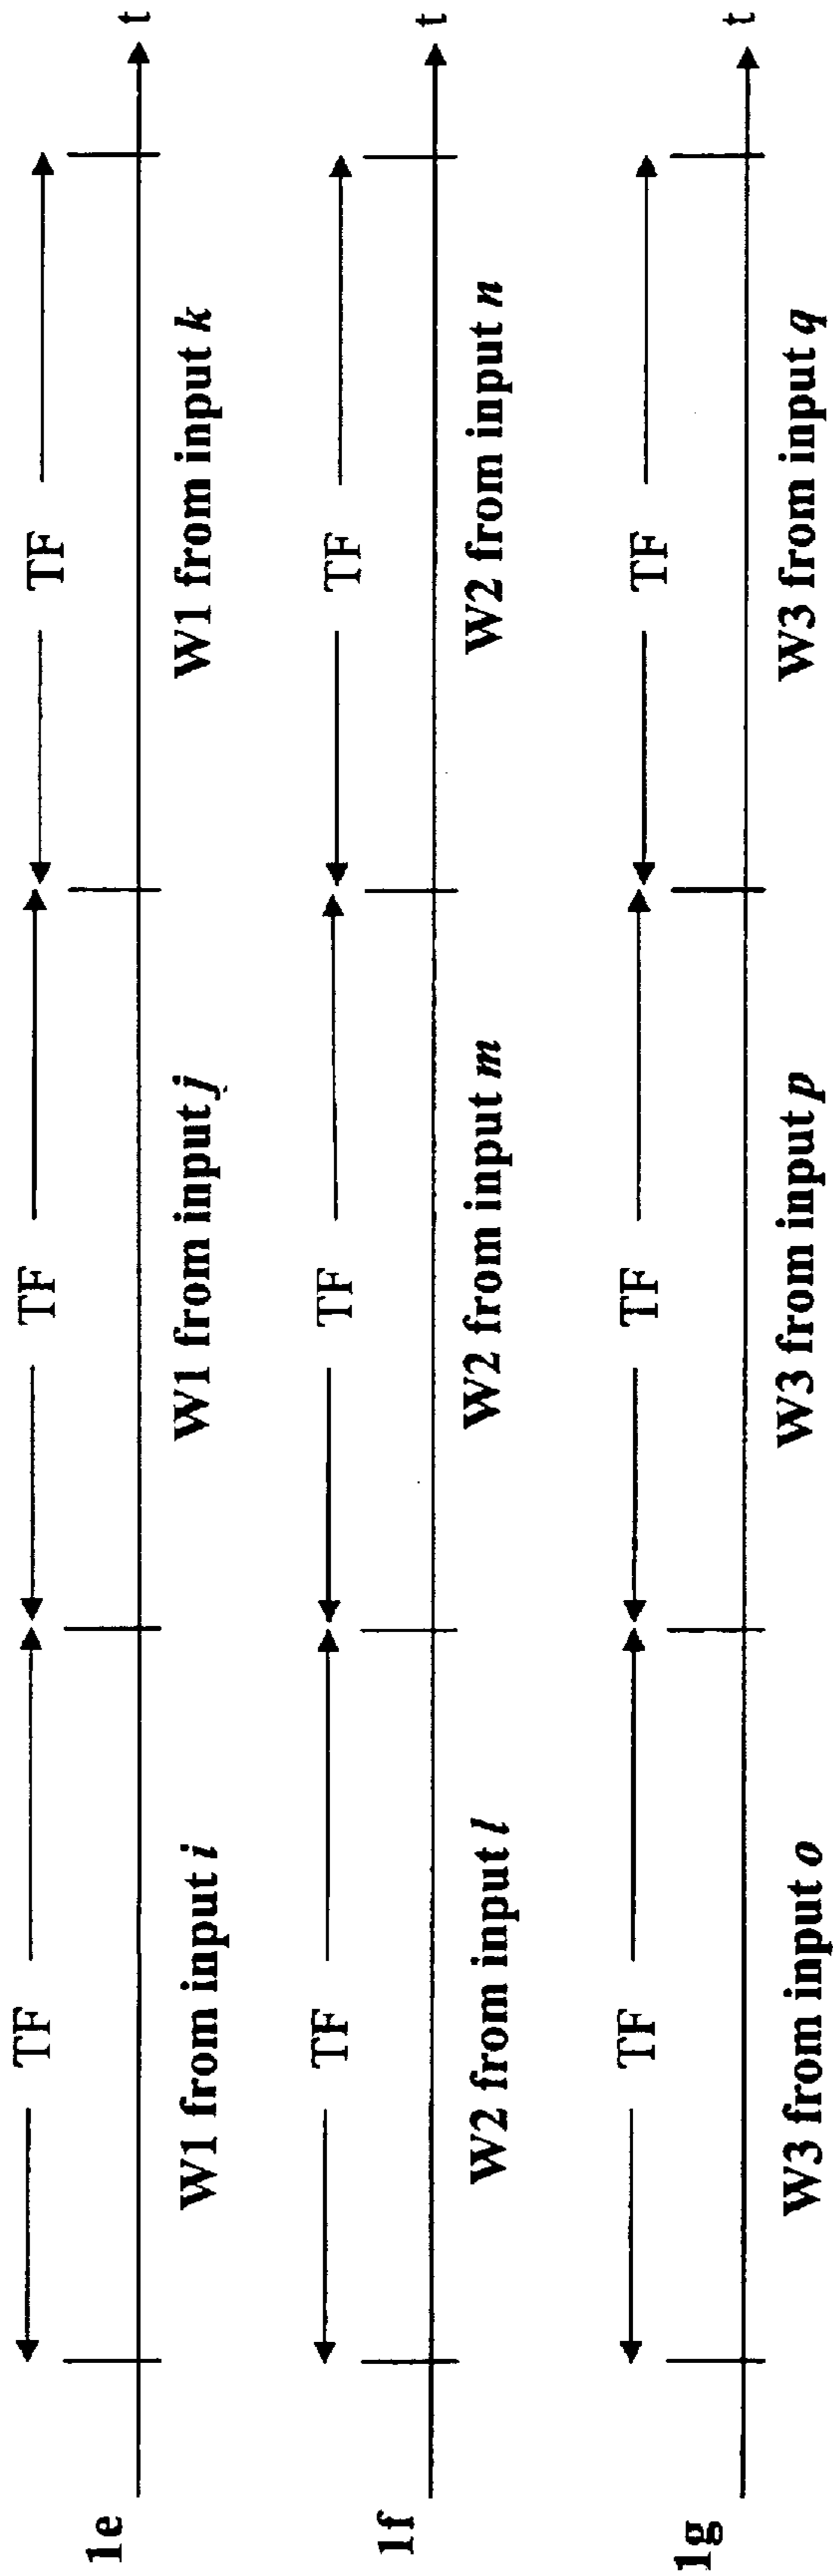 TF TF TF
1e t
W1 from input i W1 from input j W1 from input k
TF TF TF
1f t
W2 from input l W2 from input m W2 from input n
TF TF TF
1g t
W3 from input o W3 from input p W3 from input q